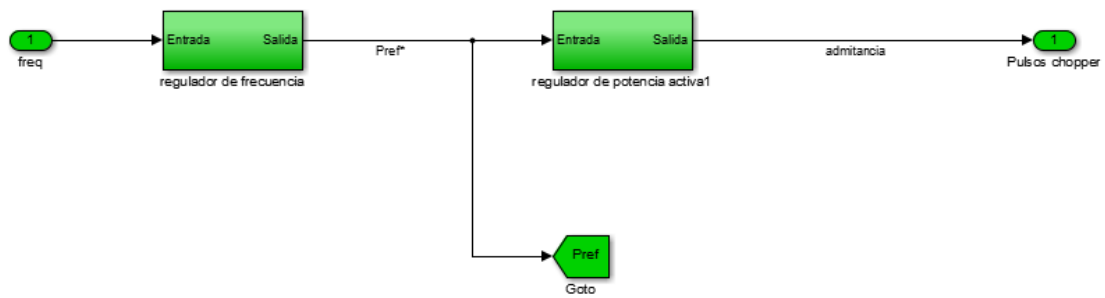 1
freq
Entrada Salida
regulador de frecuencia
Pref*
Entrada Salida
regulador de potencia activa1
admitancia
1
Pulsos chopper
Pref
Goto